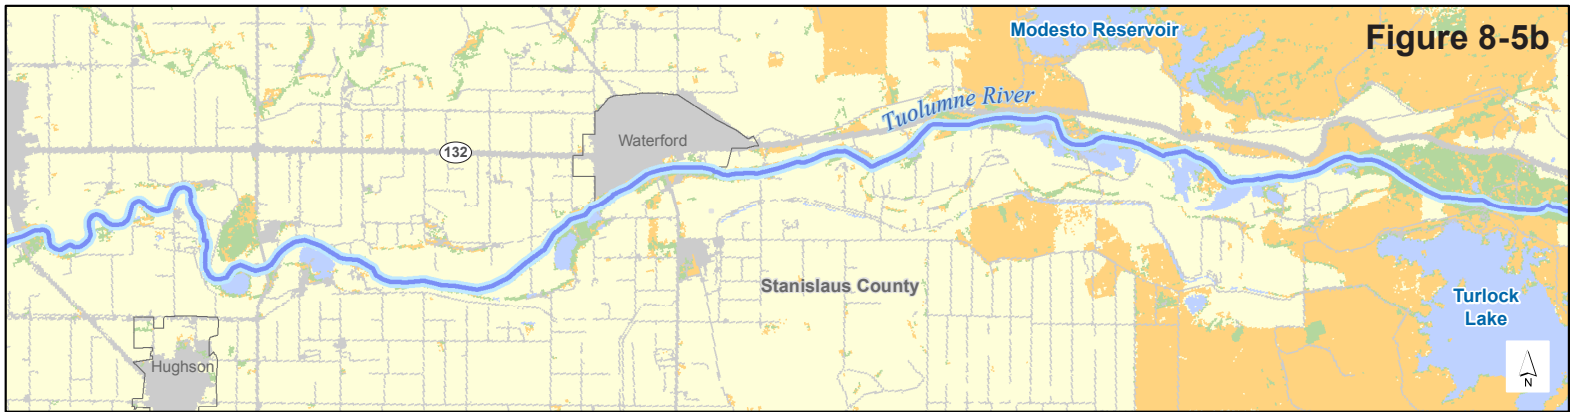 Modesto Reservoir
Figure 8-5b
Tuolumne River
Waterford
132
Stanislaus County
Turlock
Lake
Hughson
N